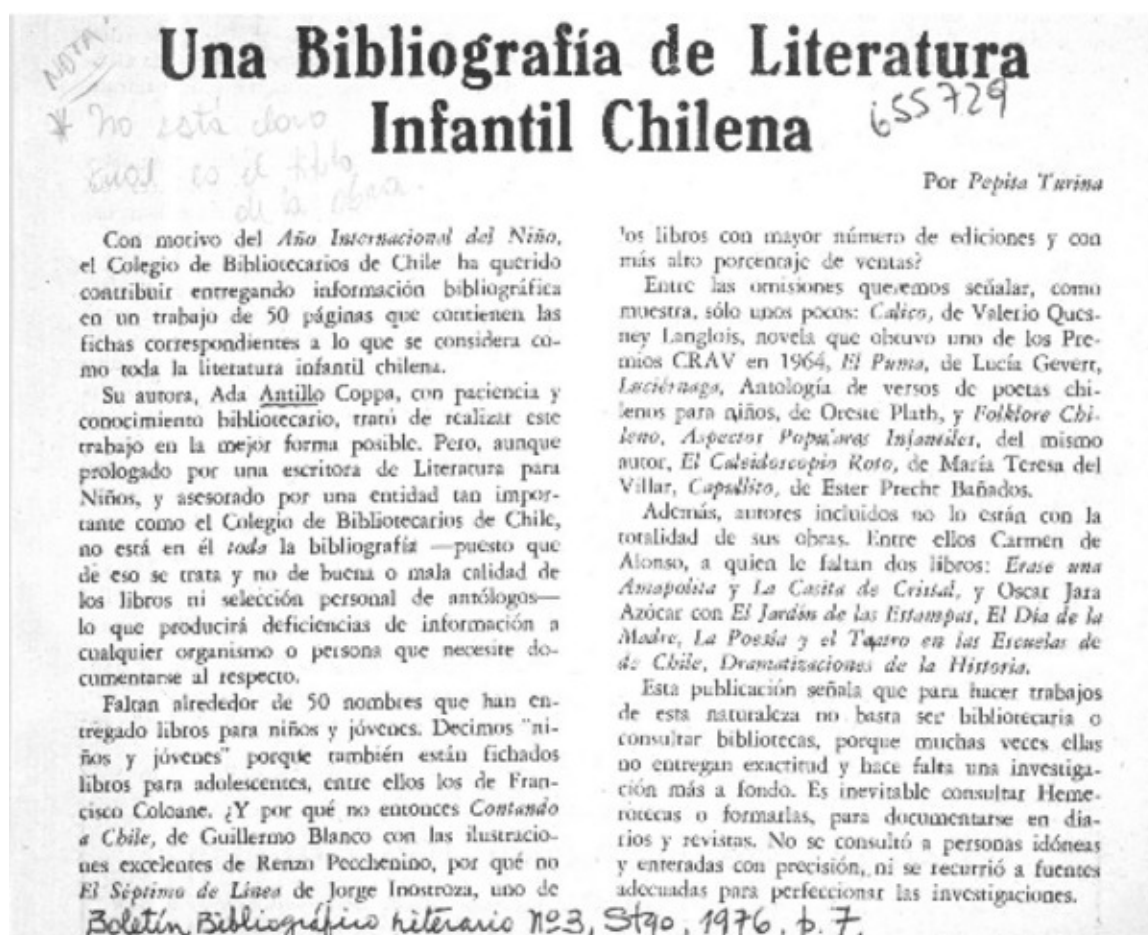 Una Bibliografía de Literatura
Infantil Chilena
655729
NOTA
* no está claro
cual es el título
de la obra.
Por Pepita Turina
Con motivo del Año Internacional del Niño,
el Colegio de Bibliotecarios de Chile ha querido
contribuir entregando información bibliográfica
en un trabajo de 50 páginas que contienen las
fichas correspondientes a lo que se considera co-
mo toda la literatura infantil chilena.
Su autora, Ada Antillo Coppa, con paciencia y
conocimiento bibliotecario, trató de realizar este
trabajo en la mejor forma posible. Pero, aunque
prologado por una escritora de Literatura para
Niños, y asesorado por una entidad tan impor-
tante como el Colegio de Bibliotecarios de Chile,
no está en él toda la bibliografía —puesto que
de eso se trata y no de buena o mala calidad de
los libros ni selección personal de antólogos—
lo que producirá deficiencias de información a
cualquier organismo o persona que necesite do-
cumentarse al respecto.
Faltan alrededor de 50 nombres que han en-
tregado libros para niños y jóvenes. Decimos "ni-
ños y jóvenes" porque también están fichados
libros para adolescentes, entre ellos los de Fran-
cisco Coloane. ¿Y por qué no entonces Contando
a Chile, de Guillermo Blanco con las ilustracio-
nes excelentes de Renzo Pecchenino, por qué no
El Séptimo de Línea de Jorge Inostroza, uno de
los libros con mayor número de ediciones y con
más alto porcentaje de ventas?
Entre las omisiones queremos señalar, como
muestra, sólo unos pocos: Calico, de Valerio Ques-
ney Langlois, novela que obtuvo uno de los Pre-
mios CRAV en 1964, El Puma, de Lucía Gevert,
Luciérnaga, Antología de versos de poetas chi-
lenos para niños, de Oreste Plath, y Folklore Chi-
leno, Aspectos Populares Infantiles, del mismo
autor, El Caleidoscopio Roto, de María Teresa del
Villar, Capullito, de Ester Precht Bañados.
Además, autores incluidos no lo están con la
totalidad de sus obras. Entre ellos Carmen de
Alonso, a quien le faltan dos libros: Erase una
Amapolita y La Casita de Cristal, y Oscar Jara
Azócar con El Jardín de las Estampas, El Día de la
Madre, La Poesía y el Teatro en las Escuelas de
de Chile, Dramatizaciones de la Historia.
Esta publicación señala que para hacer trabajos
de esta naturaleza no basta ser bibliotecaria o
consultar bibliotecas, porque muchas veces ellas
no entregan exactitud y hace falta una investiga-
ción más a fondo. Es inevitable consultar Heme-
rotecas o formarlas, para documentarse en dia-
rios y revistas. No se consultó a personas idóneas
y enteradas con precisión, ni se recurrió a fuentes
adecuadas para perfeccionar las investigaciones.
Boletín Bibliográfico Literario Nº3, Stgo, 1976, p. 7.